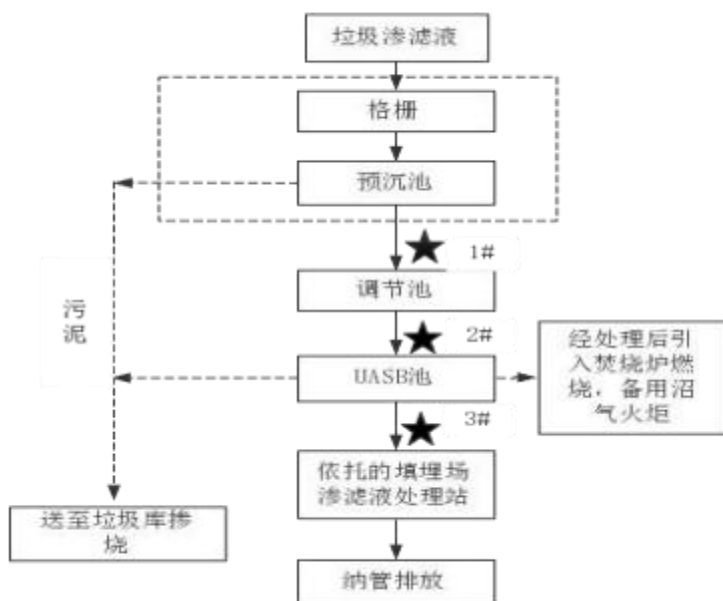 垃圾渗滤液
格栅
预沉池
1#
调节池
污
泥
2#
UASB池
经处理后引
入焚烧炉燃
烧，备用沼
气火炬
3#
依托的填埋场
渗滤液处理站
送至垃圾库掺
烧
纳管排放